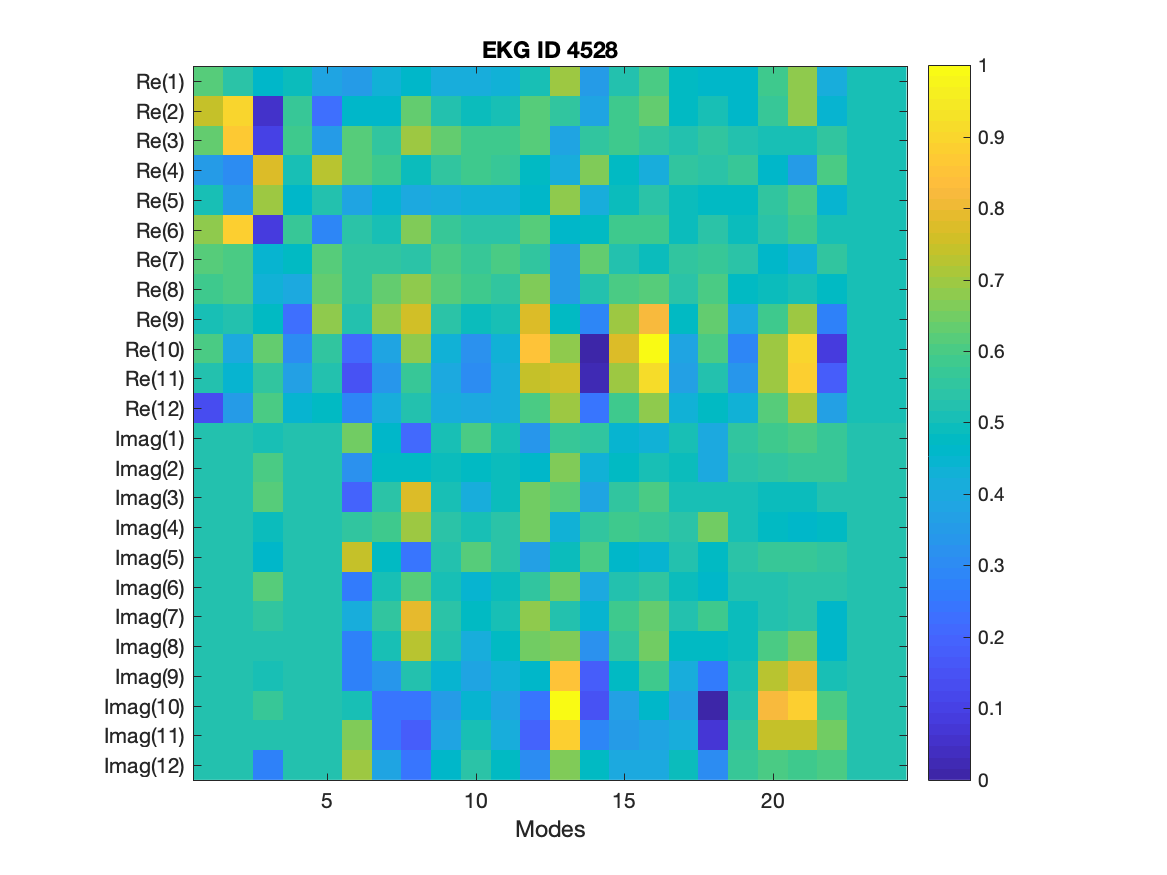 EKG ID 4528
Re(1)
Re(2)
Re(3)
Re(4)
Re(5)
Re(6)
Re(7)
Re(8)
Re(9)
Re(10)
Re(11)
Re(12)
Imag(1)
Imag(2)
Imag(3)
Imag(4)
Imag(5)
Imag(6)
Imag(7)
Imag(8)
Imag(9)
Imag(10)
Imag(11)
Imag(12)
5 10 15 20
Modes
1
0.9
0.8
0.7
0.6
0.5
0.4
0.3
0.2
0.1
0